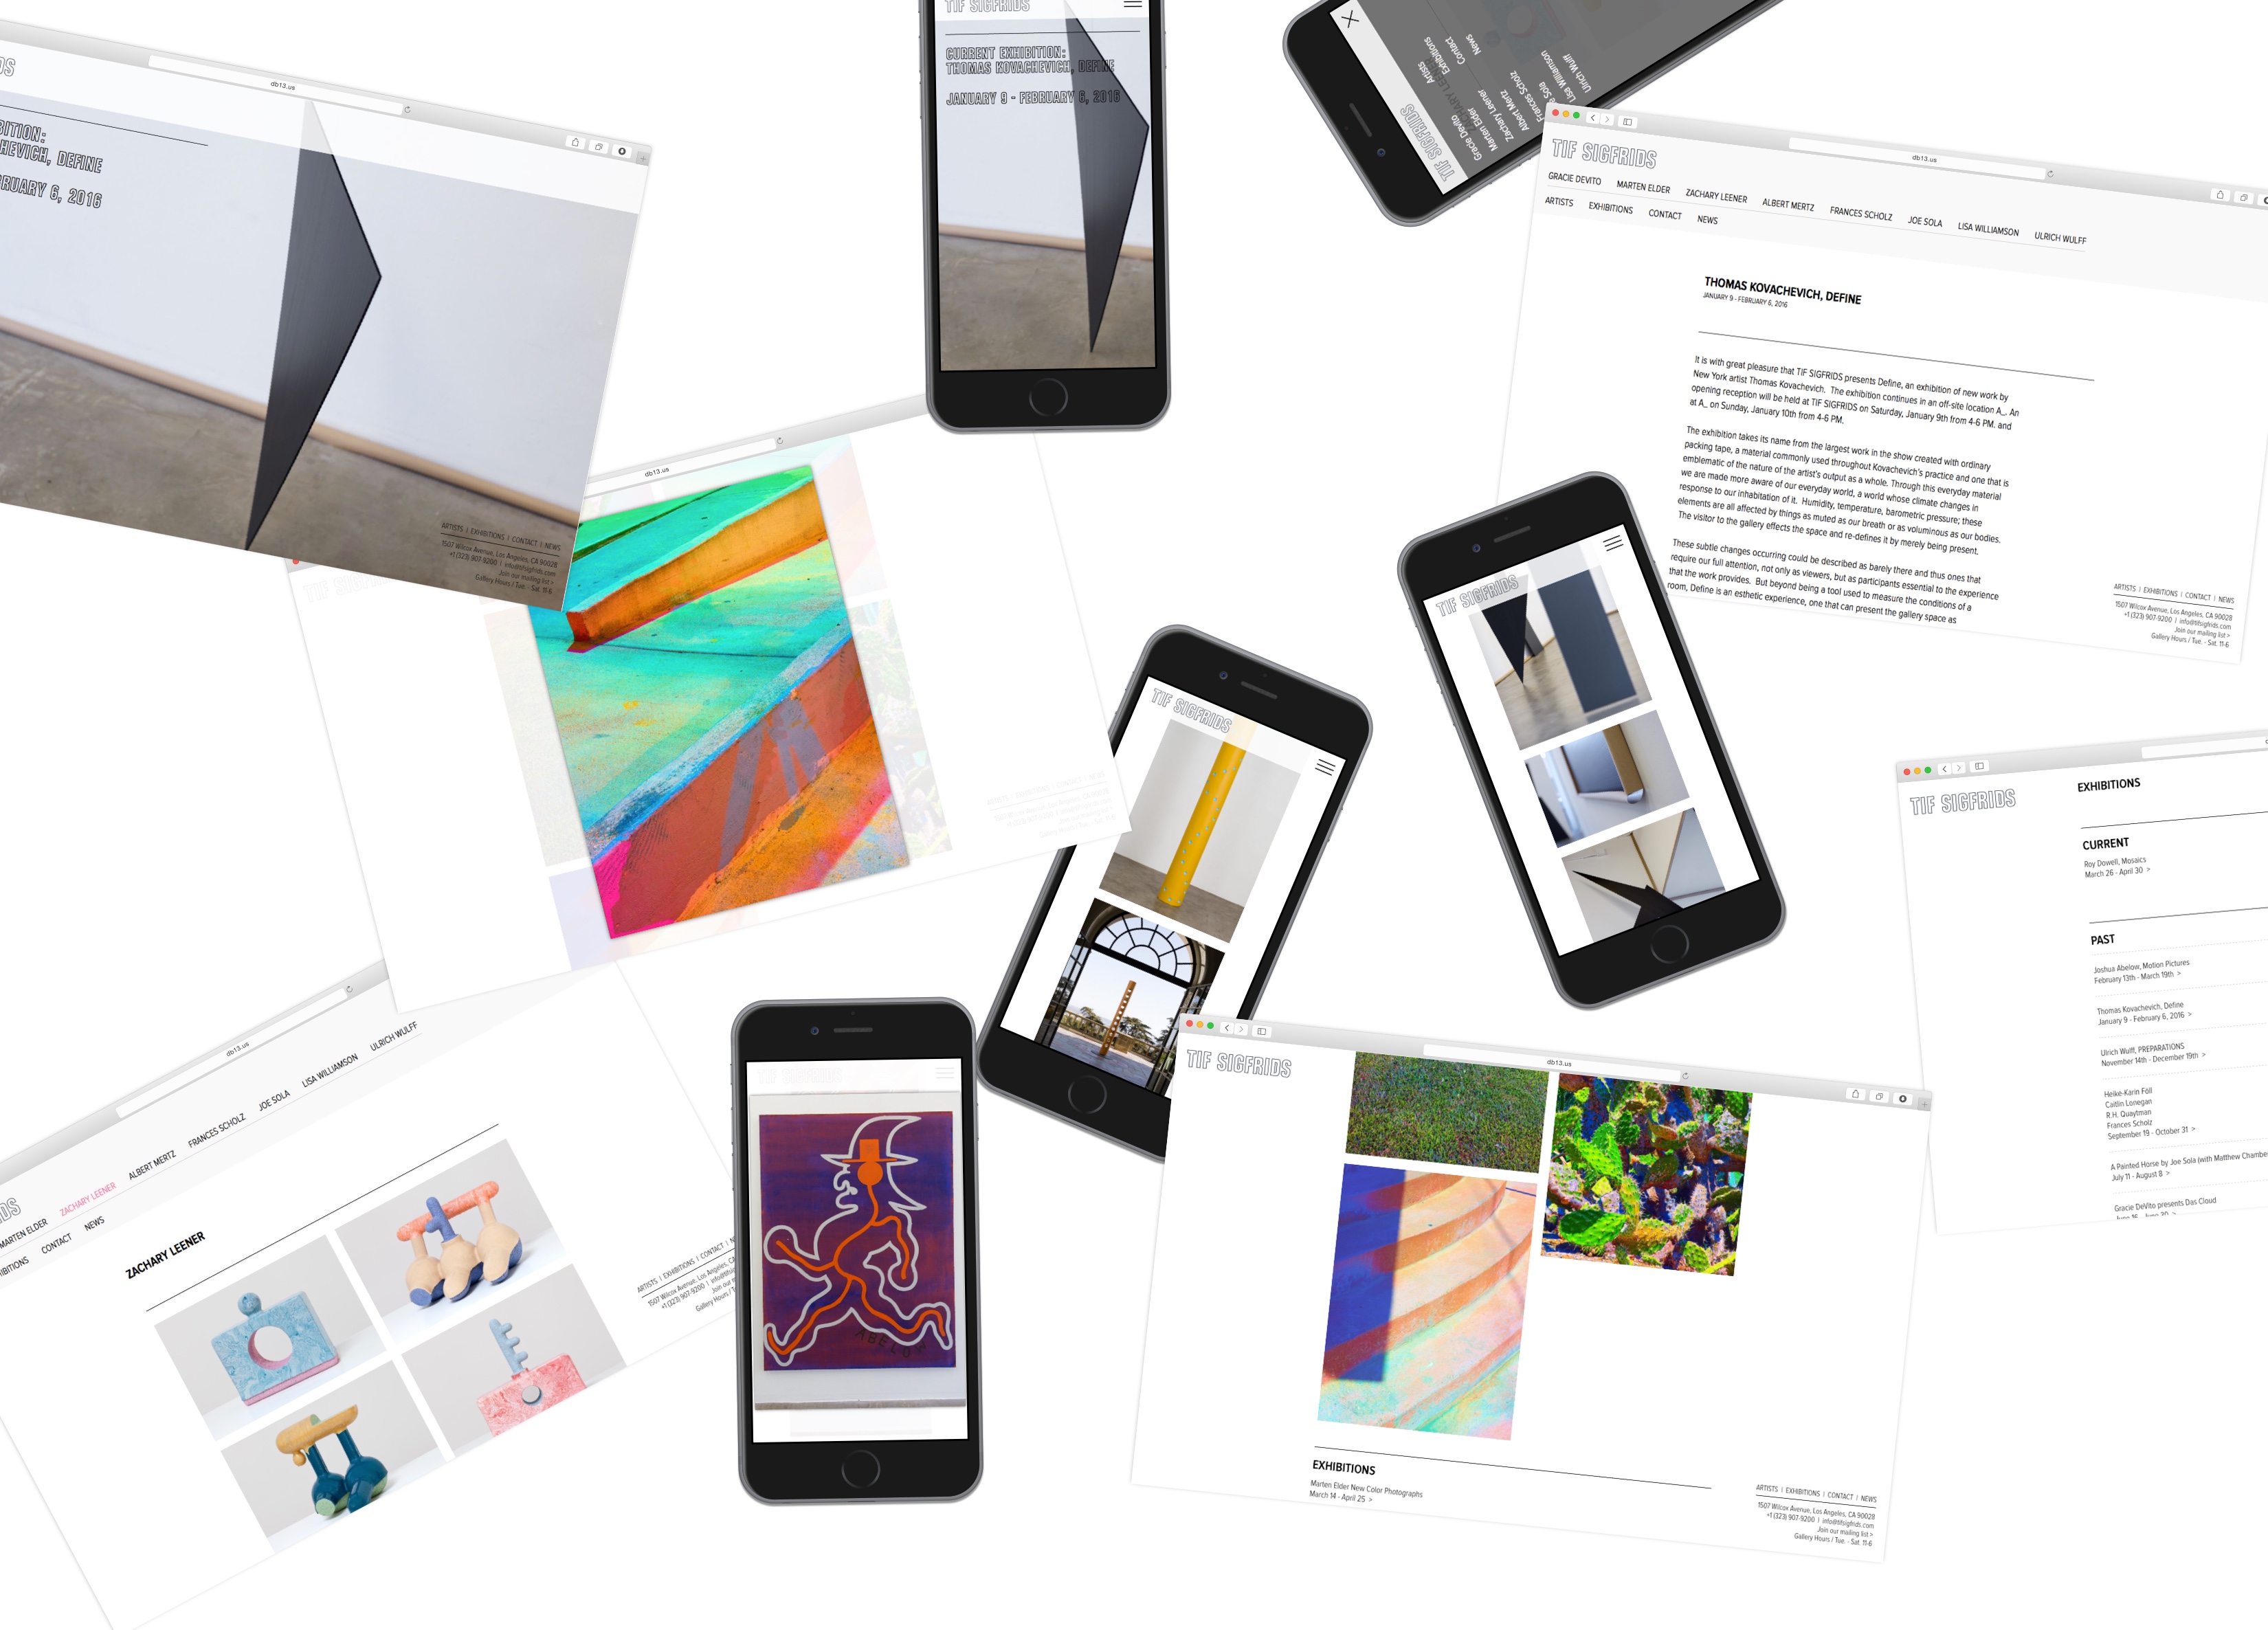 DS
db13.us
BITION:
HEVICH, DEFINE
RUARY 6, 2016
ARTISTS | EXHIBITIONS | CONTACT | NEWS
1507 Wilcox Avenue, Los Angeles, CA 90028
+1 (323) 907-9200 | info@tifsigfrids.com
Join our mailing list >
Gallery Hours / Tue. - Sat. 11-6
TIF SIGFRIDS
CURRENT EXHIBITION:
THOMAS KOVACHEVICH, DEFINE
JANUARY 9 - FEBRUARY 6, 2016
TIF SIGFRIDS
Artists
Exhibitions
Contact
News
Gracie Devito
Marten Elder
Zachary Leener
Albert Mertz
Frances Scholz
Sola
Lisa Williamson
Ulrich Wulff
db13.us
TIF SIGFRIDS
GRACIE DEVITO MARTEN ELDER ZACHARY LEENER ALBERT MERTZ FRANCES SCHOLZ JOE SOLA LISA WILLIAMSON ULRICH WULFF
ARTISTS EXHIBITIONS CONTACT NEWS
THOMAS KOVACHEVICH, DEFINE
JANUARY 9 - FEBRUARY 6, 2016
It is with great pleasure that TIF SIGFRIDS presents Define, an exhibition of new work by
New York artist Thomas Kovachevich. The exhibition continues in an off-site location A_. An
opening reception will be held at TIF SIGFRIDS on Saturday, January 9th from 4-6 PM. and
at A_ on Sunday, January 10th from 4-6 PM.
The exhibition takes its name from the largest work in the show created with ordinary
packing tape, a material commonly used throughout Kovachevich's practice and one that is
emblematic of the nature of the artist's output as a whole. Through this everyday material
we are made more aware of our everyday world, a world whose climate changes in
response to our inhabitation of it. Humidity, temperature, barometric pressure; these
elements are all affected by things as muted as our breath or as voluminous as our bodies.
The visitor to the gallery effects the space and re-defines it by merely being present.
These subtle changes occurring could be described as barely there and thus ones that
require our full attention, not only as viewers, but as participants essential to the experience
that the work provides. But beyond being a tool used to measure the conditions of a
room, Define is an esthetic experience, one that can present the gallery space as
ARTISTS | EXHIBITIONS | CONTACT | NEWS
1507 Wilcox Avenue, Los Angeles, CA 90028
+1 (323) 907-9200 | info@tifsigfrids.com
Join our mailing list >
Gallery Hours / Tue. - Sat. 11-6
db13.us
TIF SIGFRIDS
TIF SIGFRIDS
TIF SIGFRIDS
EXHIBITIONS
CURRENT
Roy Dowell, Mosaics
March 26 - April 30 >
PAST
Joshua Abelow, Motion Pictures
February 13th - March 19th >
Thomas Kovachevich, Define
January 9 - February 6, 2016 >
Ulrich Wulff, PREPARATIONS
November 14th - December 19th >
Heike-Karin Föll
Caitlin Lonegan
R.H. Quaytman
Frances Scholz
September 19 - October 31 >
A Painted Horse by Joe Sola (with Matthew Chambe
July 11 - August 8 >
Gracie DeVito presents Das Cloud
db13.us
IDS
MARTEN ELDER ZACHARY LEENER ALBERT MERTZ FRANCES SCHOLZ JOE SOLA LISA WILLIAMSON ULRICH WULFF
IBITIONS CONTACT NEWS
ZACHARY LEENER
ARTISTS | EXHIBITIONS | CONTACT | N
1507 Wilcox Avenue, Los Angeles, CA
+1 (323) 907-9200 | info@tif
Join our m
Gallery Hours / T
ABELOW
db13.us
TIF SIGFRIDS
EXHIBITIONS
Marten Elder New Color Photographs
March 14 - April 25 >
ARTISTS | EXHIBITIONS | CONTACT | NEWS
1507 Wilcox Avenue, Los Angeles, CA 90028
+1 (323) 907-9200 | info@tifsigfrids.com
Join our mailing list >
Gallery Hours / Tue. - Sat. 11-6